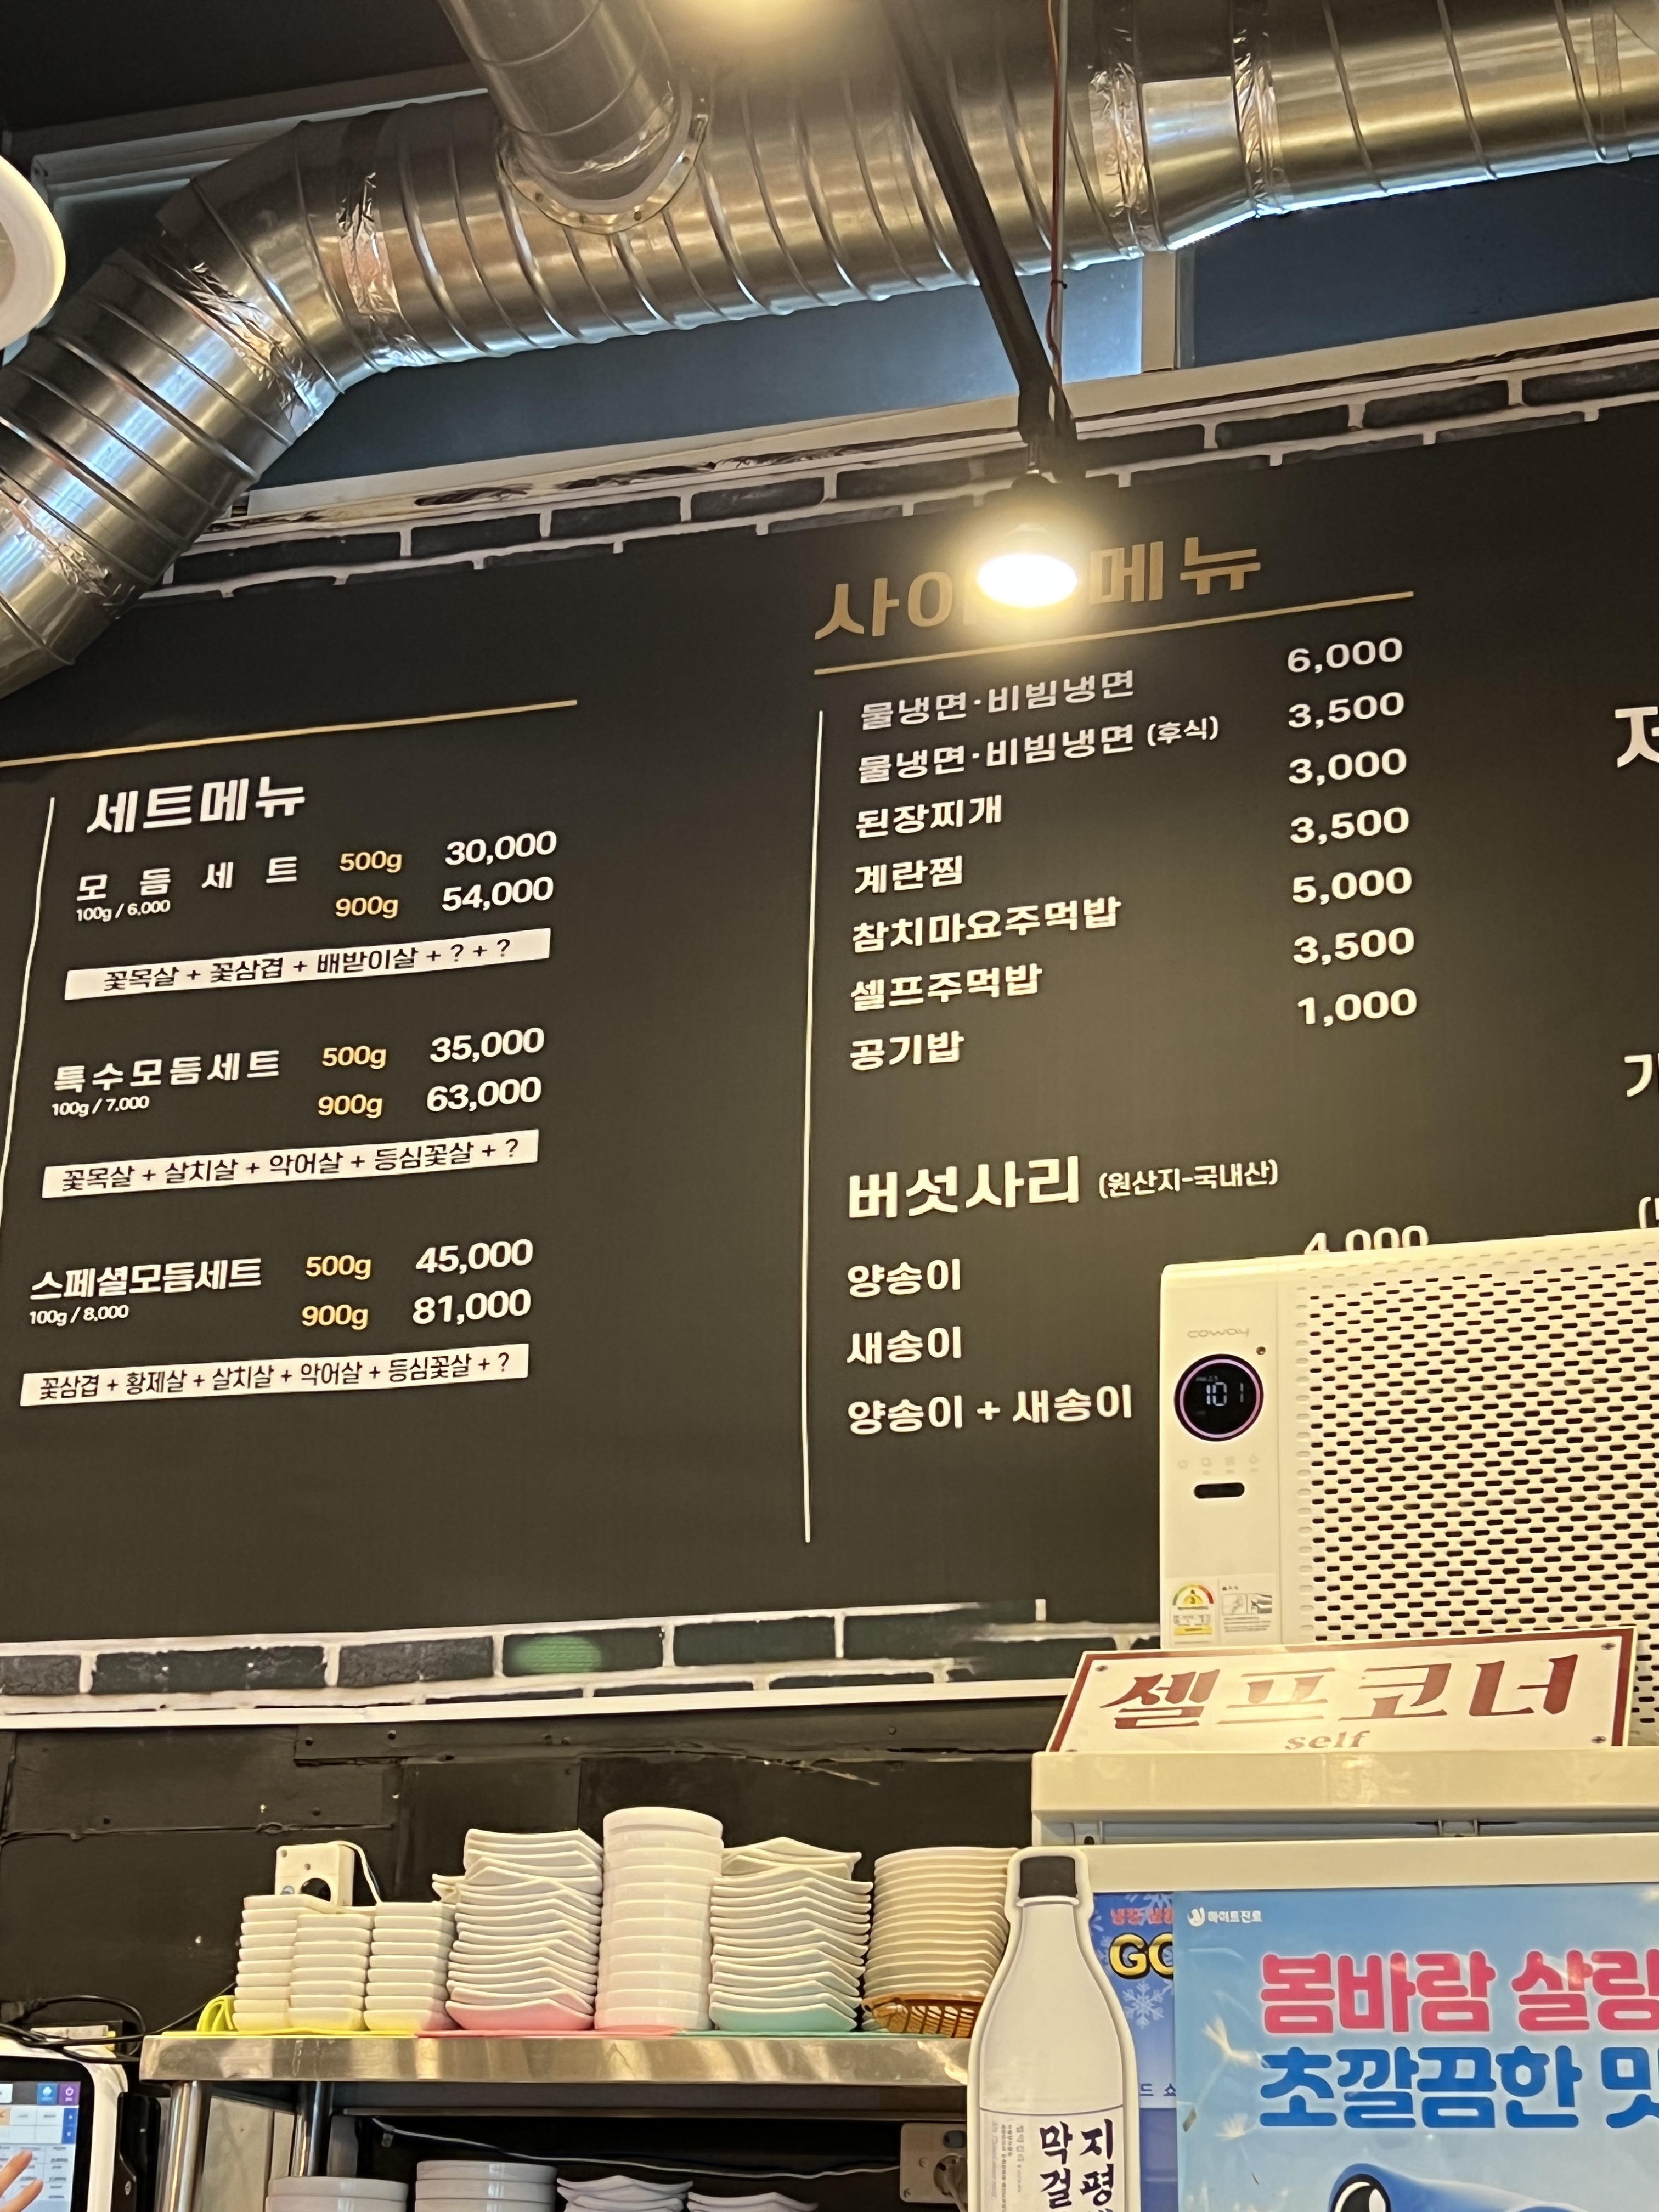 세트메뉴
모 듬 세 트 500g 30,000
100g / 6,000 900g 54,000
꽃목살 + 꽃삼겹 + 배받이살 + ? + ?
특수모듬세트 500g 35,000
100g / 7,000 900g 63,000
꽃목살 + 살치살 + 악어살 + 등심꽃살 + ?
스페셜모듬세트 500g 45,000
100g / 8,000 900g 81,000
꽃삼겹 + 황제살 + 살치살 + 악어살 + 등심꽃살 + ?
메뉴
물냉면·비빔냉면 6,000
물냉면·비빔냉면 (후식) 3,500
된장찌개 3,000
계란찜 3,500
참치마요주먹밥 5,000
셀프주먹밥 3,500
공기밥 1,000
버섯사리 (원산지-국내산)
양송이 4,000
새송이
양송이 + 새송이
coway
101
셀프코너
self
하이트진로
봄바람
초깔끔한
지평
막걸